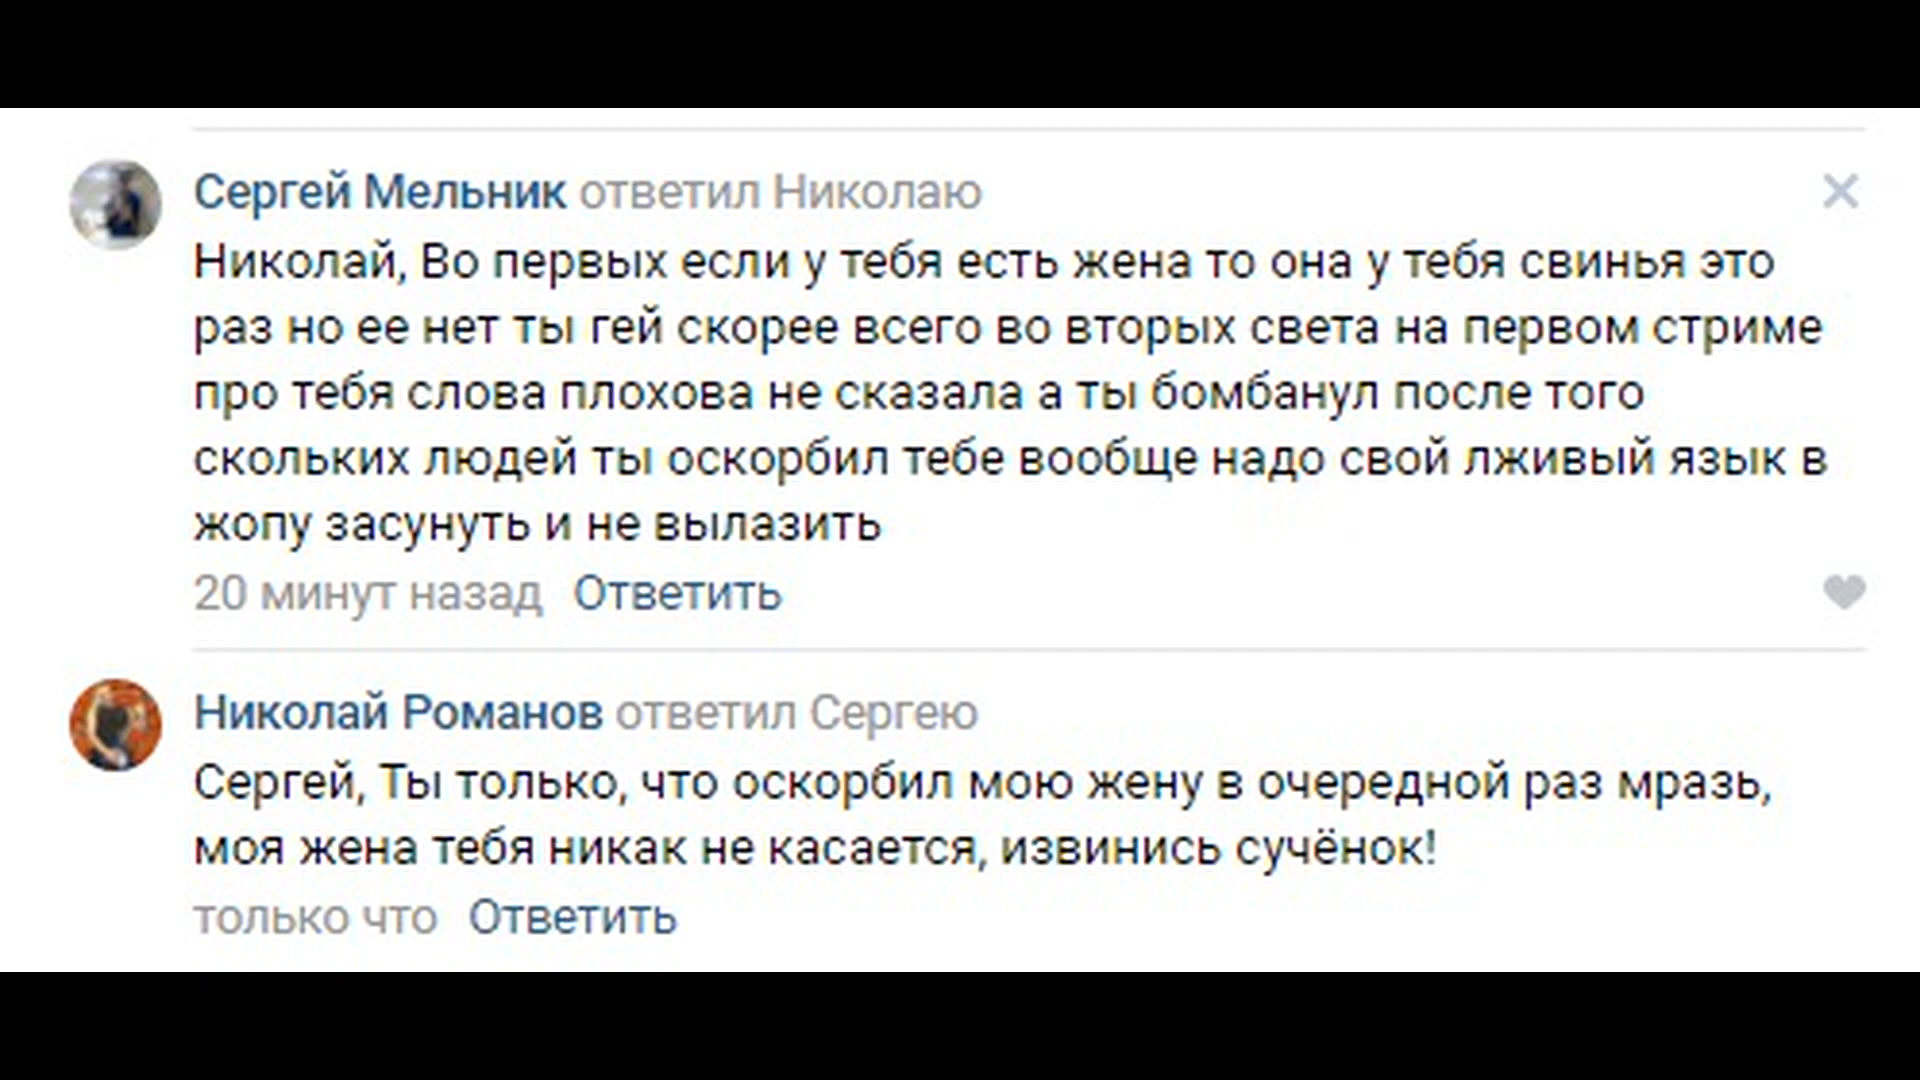 Сергей Мельник ответил Николаю
Николай, Во первых если у тебя есть жена то она у тебя свинья это
раз но ее нет ты гей скорее всего во вторых света на первом стриме
про тебя слова плохова не сказала а ты бомбанул после того
скольких людей ты оскорбил тебе вообще надо свой лживый язык в
жопу засунуть и не вылазить
20 минут назад Ответить
Николай Романов ответил Сергею
Сергей, Ты только, что оскорбил мою жену в очередной раз мразь,
моя жена тебя никак не касается, извинись сучёнок!
только что Ответить